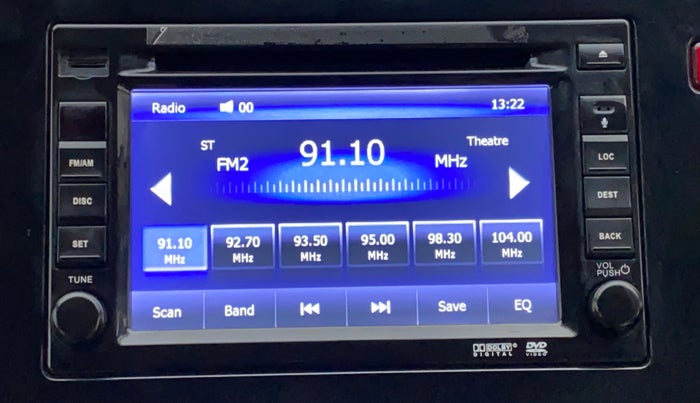 Radio 00 13:22
ST 91.10 Theatre
FM2 MHz
91.10 MHz
92.70 MHz
93.50 MHz
95.00 MHz
98.30 MHz
104.00 MHz
Scan Band Save EQ
FM/AM
DISC
SET
TUNE
LOC
DEST
BACK
VOL
PUSH
DOLBY
DIGITAL
DVD
VIDEO